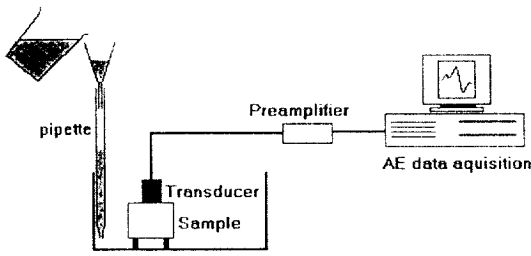 Preamplifier
pipette
AE data aquisition
Transducer
Sample